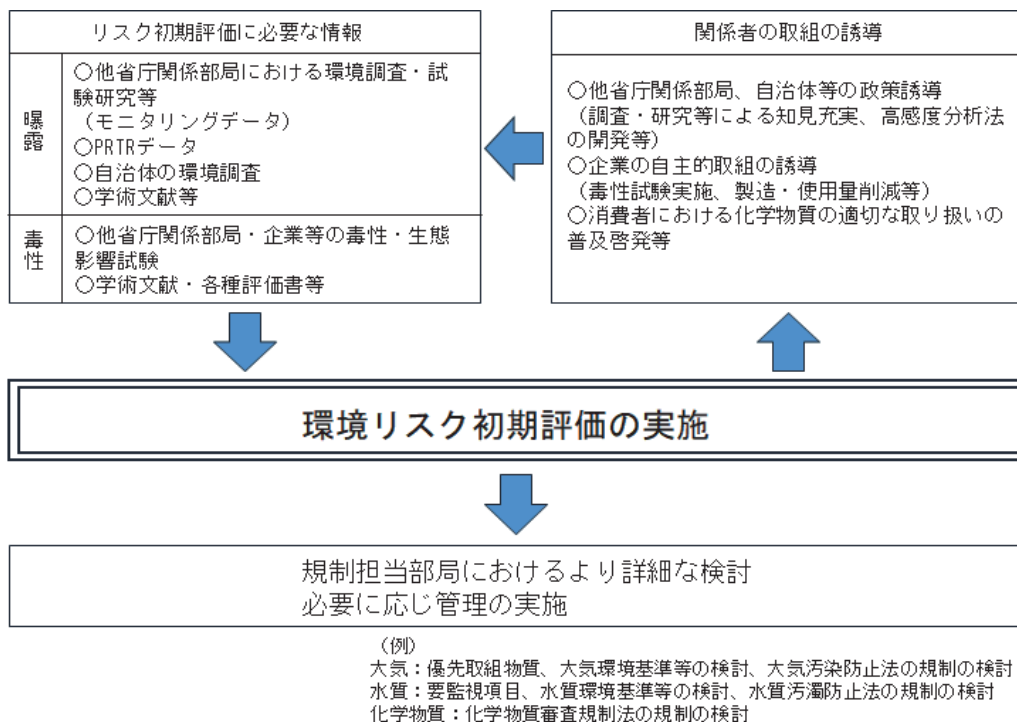 リスク初期評価に必要な情報
曝露
○他省庁関係部局における環境調査・試
験研究等
（モニタリングデータ）
○PRTRデータ
○自治体の環境調査
○学術文献等
毒性
○他省庁関係部局・企業等の毒性・生態
影響試験
○学術文献・各種評価書等
関係者の取組の誘導
○他省庁関係部局、自治体等の政策誘導
（調査・研究等による知見充実、高感度分析法
の開発等）
○企業の自主的取組の誘導
（毒性試験実施、製造・使用量削減等）
○消費者における化学物質の適切な取り扱いの
普及啓発等
環境リスク初期評価の実施
規制担当部局におけるより詳細な検討
必要に応じ管理の実施
（例）
大気：優先取組物質、大気環境基準等の検討、大気汚染防止法の規制の検討
水質：要監視項目、水質環境基準等の検討、水質汚濁防止法の規制の検討
化学物質：化学物質審査規制法の規制の検討